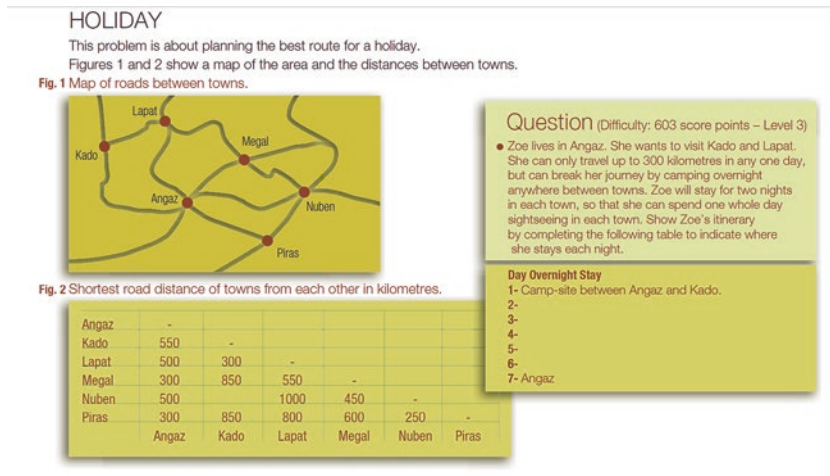 HOLIDAY
This problem is about planning the best route for a holiday.
Figures 1 and 2 show a map of the area and the distances between towns.
Fig. 1 Map of roads between towns.
Lapat
Kado
Megal
Angaz
Nuben
Piras
Fig. 2 Shortest road distance of towns from each other in kilometres.
Angaz -
Kado 550 -
Lapat 500 300 -
Megal 300 850 550 -
Nuben 500 1000 450 -
Piras 300 850 800 600 250 -
Angaz Kado Lapat Megal Nuben Piras
Question (Difficulty: 603 score points – Level 3)
• Zoe lives in Angaz. She wants to visit Kado and Lapat.
She can only travel up to 300 kilometres in any one day,
but can break her journey by camping overnight
anywhere between towns. Zoe will stay for two nights
in each town, so that she can spend one whole day
sightseeing in each town. Show Zoe's itinerary
by completing the following table to indicate where
she stays each night.
Day Overnight Stay
1- Camp-site between Angaz and Kado.
2-
3-
4-
5-
6-
7- Angaz